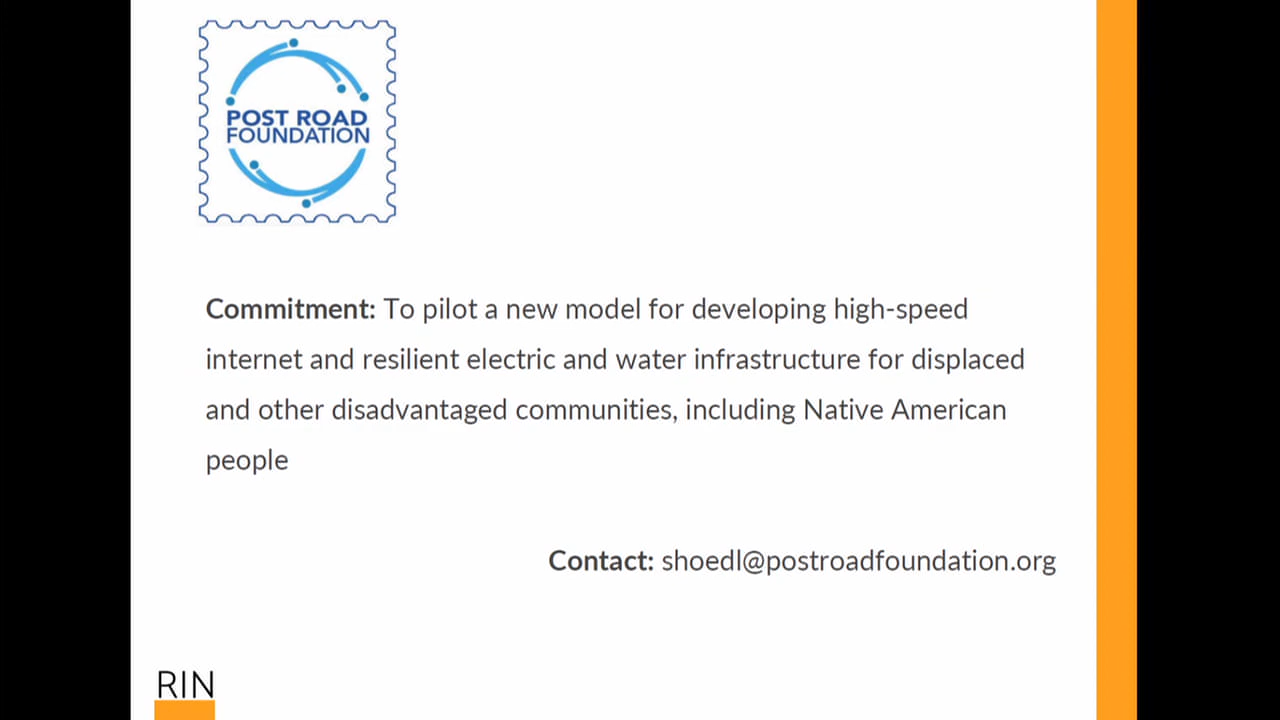 POST ROAD
FOUNDATION
Commitment: To pilot a new model for developing high-speed
internet and resilient electric and water infrastructure for displaced
and other disadvantaged communities, including Native American
people
Contact: shoedl@postroadfoundation.org
RIN